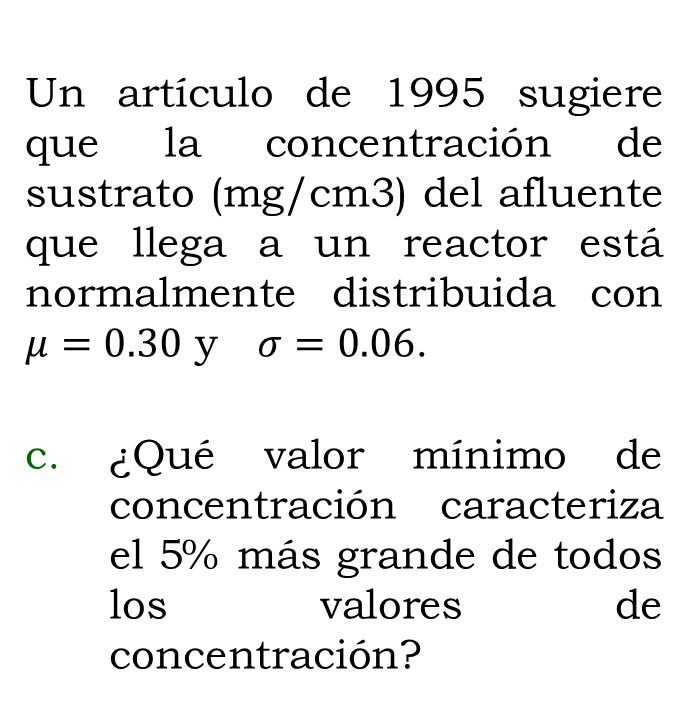 Un artículo de 1995 sugiere
que la concentración de
sustrato (mg/cm3) del afluente
que llega a un reactor está
normalmente distribuida con
𝜇 = 0.30 y 𝜎 = 0.06.
c. ¿Qué valor mínimo de
concentración caracteriza
el 5% más grande de todos
los valores de
concentración?